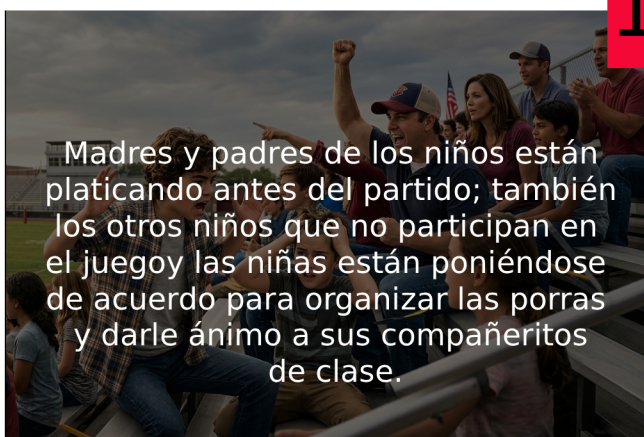 Madres y padres de los niños están
platicando antes del partido; también
los otros niños que no participan en
el juegoy las niñas están poniéndose
de acuerdo para organizar las porras
y darle ánimo a sus compañeritos
de clase.